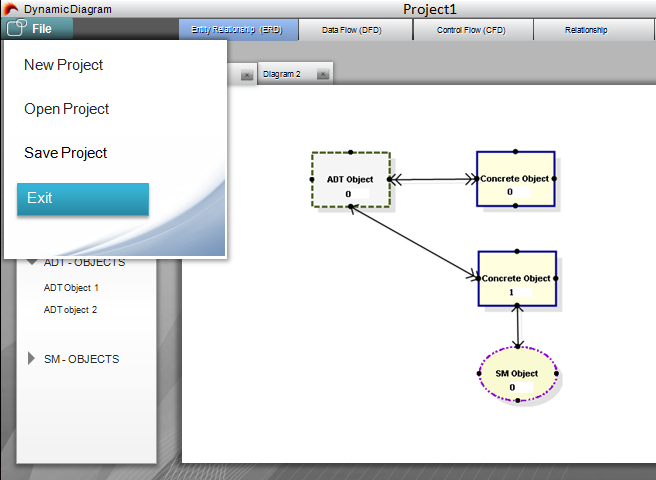 DynamicDiagram
Project1
File
Entity Relationship (ERD)
Data Flow (DFD)
Control Flow (CFD)
Relationship
New Project
Open Project
Save Project
Exit
Diagram 2
ADT - OBJECTS
ADT Object 1
ADT object 2
SM - OBJECTS
ADT Object
0
Concrete Object
0
Concrete Object
1
SM Object
0